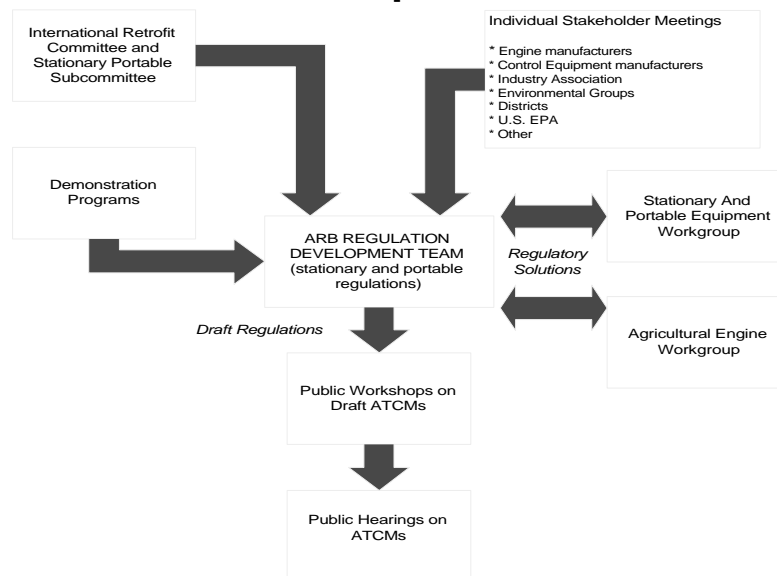 International Retrofit
Committee and
Stationary Portable
Subcommittee
Individual Stakeholder Meetings
* Engine manufacturers
* Control Equipment manufacturers
* Industry Association
* Environmental Groups
* Districts
* U.S. EPA
* Other
Demonstration
Programs
ARB REGULATION
DEVELOPMENT TEAM
(stationary and portable
regulations)
Stationary And
Portable Equipment
Workgroup
Regulatory
Solutions
Agricultural Engine
Workgroup
Draft Regulations
Public Workshops on
Draft ATCMs
Public Hearings on
ATCMs